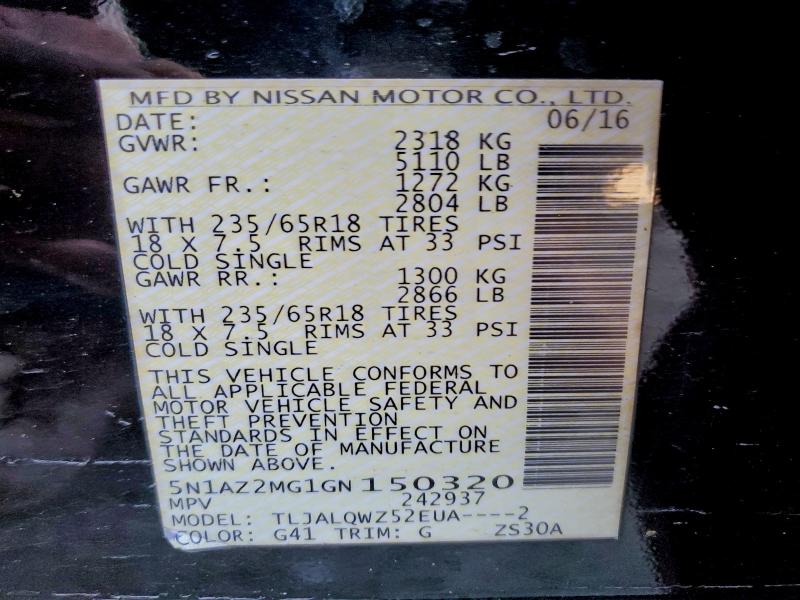 MFD BY NISSAN MOTOR CO., LTD.
DATE: 06/16
GVWR: 2318 KG
5110 LB
GAWR FR.: 1272 KG
2804 LB
WITH 235/65R18 TIRES
18 X 7.5 RIMS AT 33 PSI
COLD SINGLE
GAWR RR.: 1300 KG
2866 LB
WITH 235/65R18 TIRES
18 X 7.5 RIMS AT 33 PSI
COLD SINGLE
THIS VEHICLE CONFORMS TO
ALL APPLICABLE FEDERAL
MOTOR VEHICLE SAFETY AND
THEFT PREVENTION
STANDARDS IN EFFECT ON
THE DATE OF MANUFACTURE
SHOWN ABOVE.
5N1AZ2MG1GN150320
MPV 242937
MODEL: TLJALQWZ52EUA----2
COLOR: G41 TRIM: G ZS30A